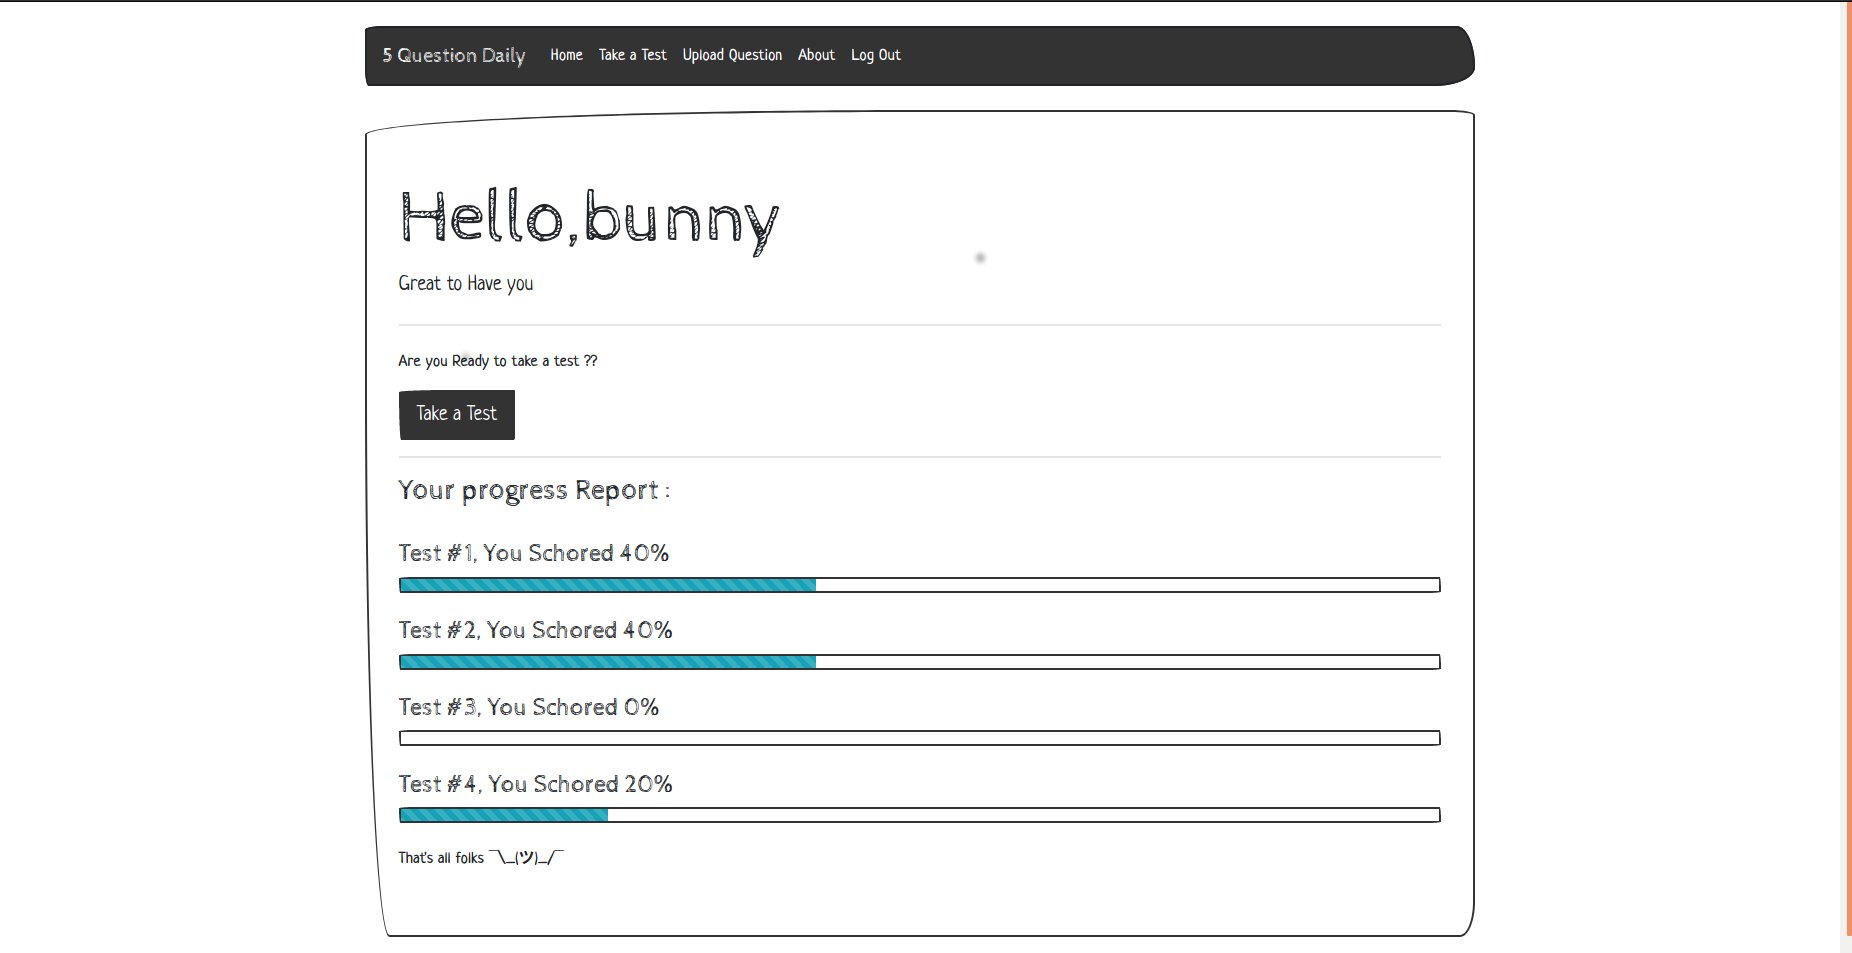 5 Question Daily Home Take a Test Upload Question About Log Out
Hello,bunny
Great to Have you
Are you Ready to take a test ??
Take a Test
Your progress Report :
Test #1, You Schored 40%
Test #2, You Schored 40%
Test #3, You Schored 0%
Test #4, You Schored 20%
That's all folks ¯\_(ツ)_/¯